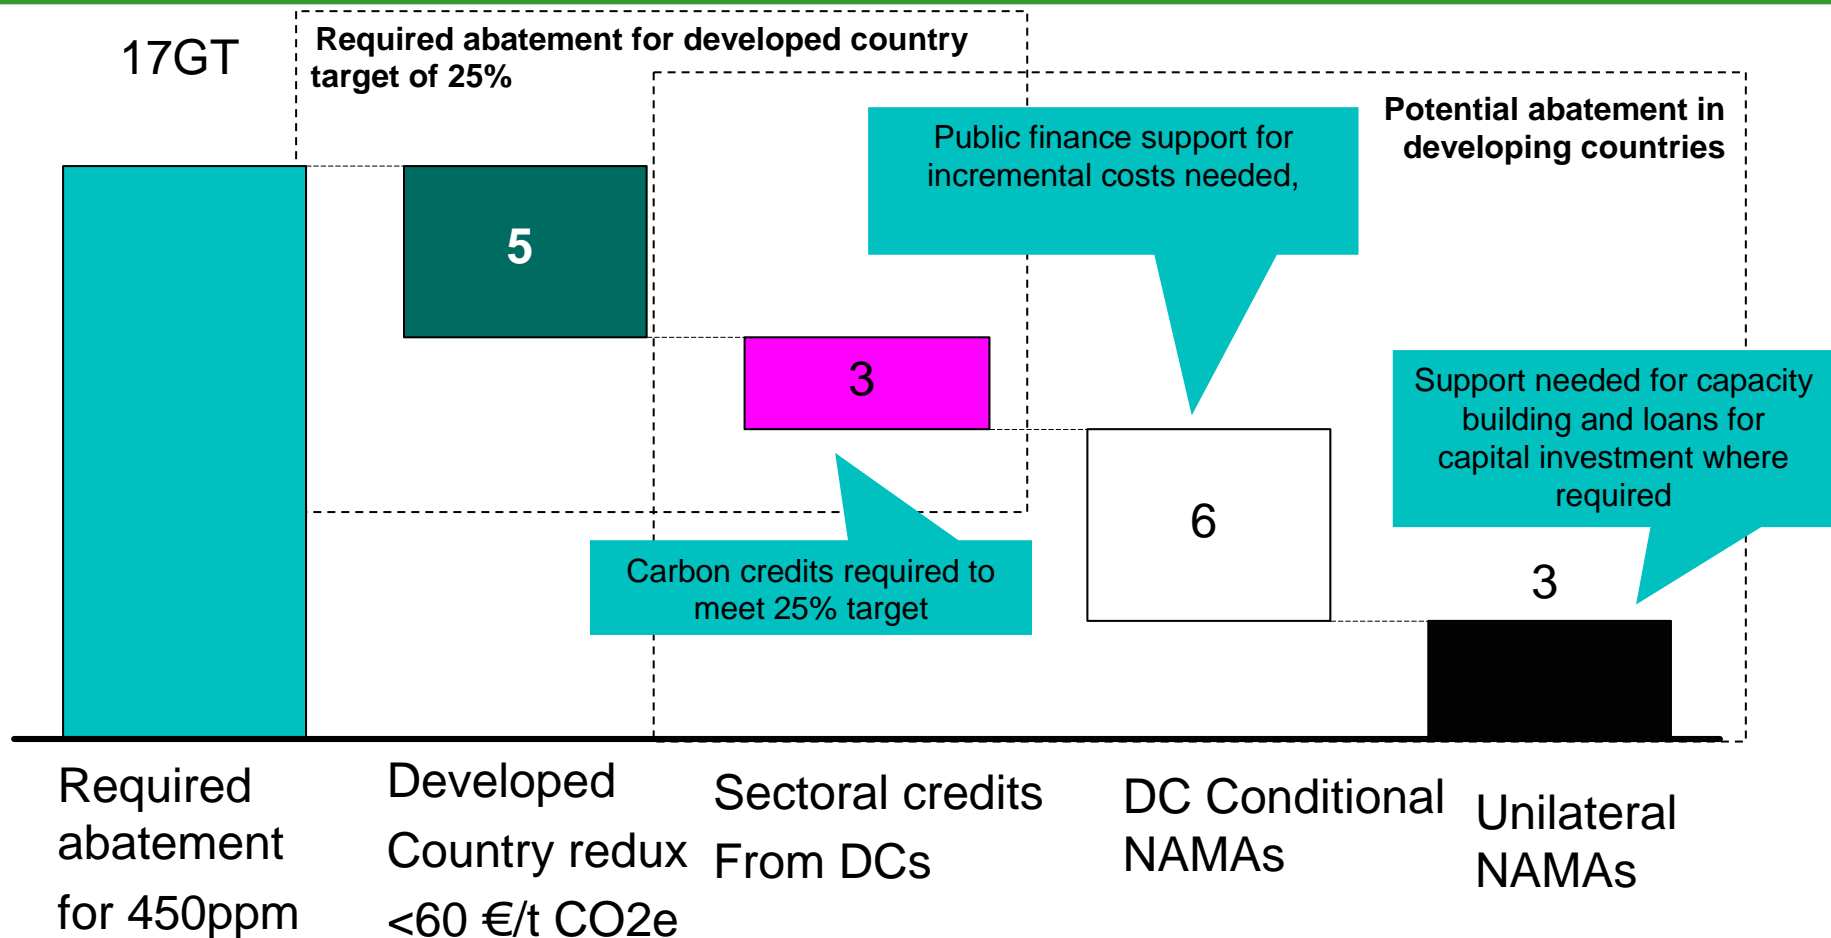 17GT
Required abatement for developed country
target of 25%
Potential abatement in
developing countries
Public finance support for
incremental costs needed,
5
3
Support needed for capacity
building and loans for
capital investment where
required
6
Carbon credits required to
meet 25% target
3
Required
abatement
for 450ppm
Developed
Country redux
<60 €/t CO2e
Sectoral credits
From DCs
DC Conditional
NAMAs
Unilateral
NAMAs